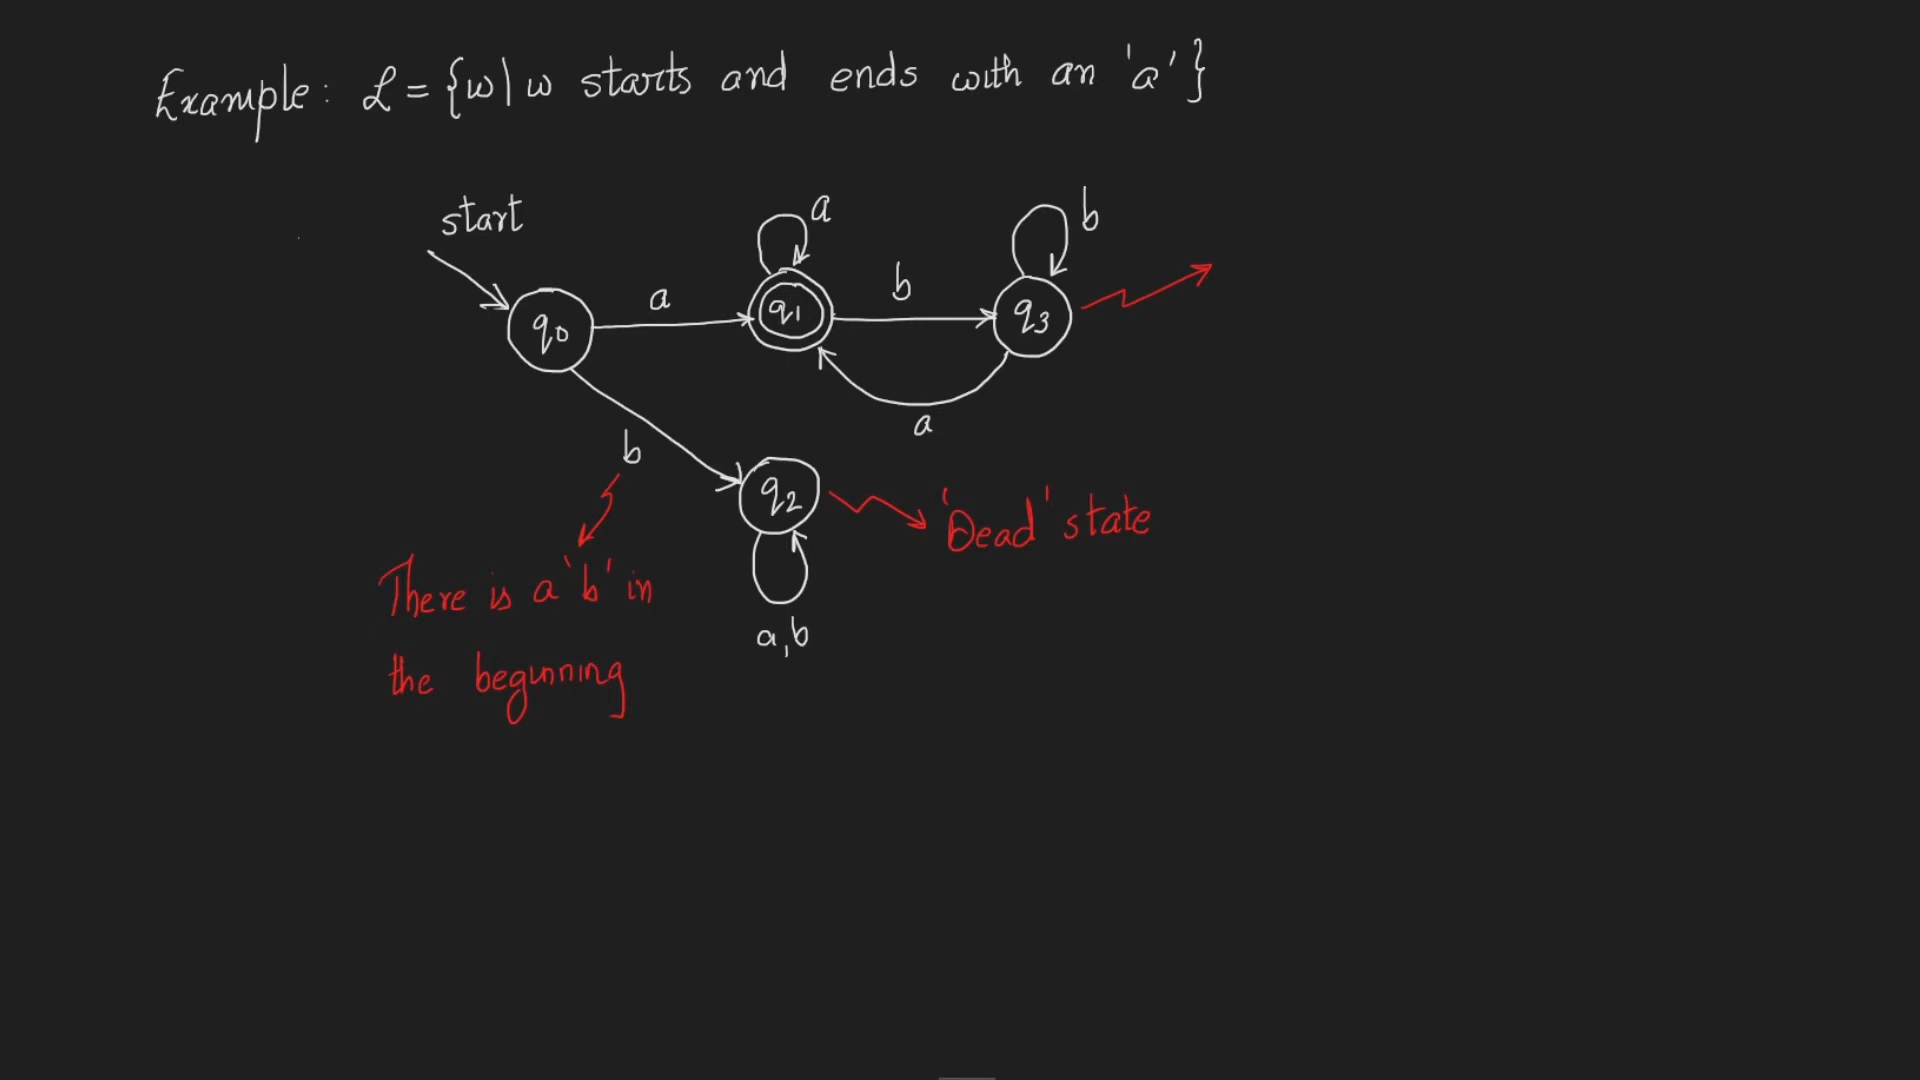 Example: L = {w | w starts and ends with an 'a'}
start
a
b
a
b
q0
q1
q3
a
b
q2
'Dead' state
There is a 'b' in
the beginning
a,b